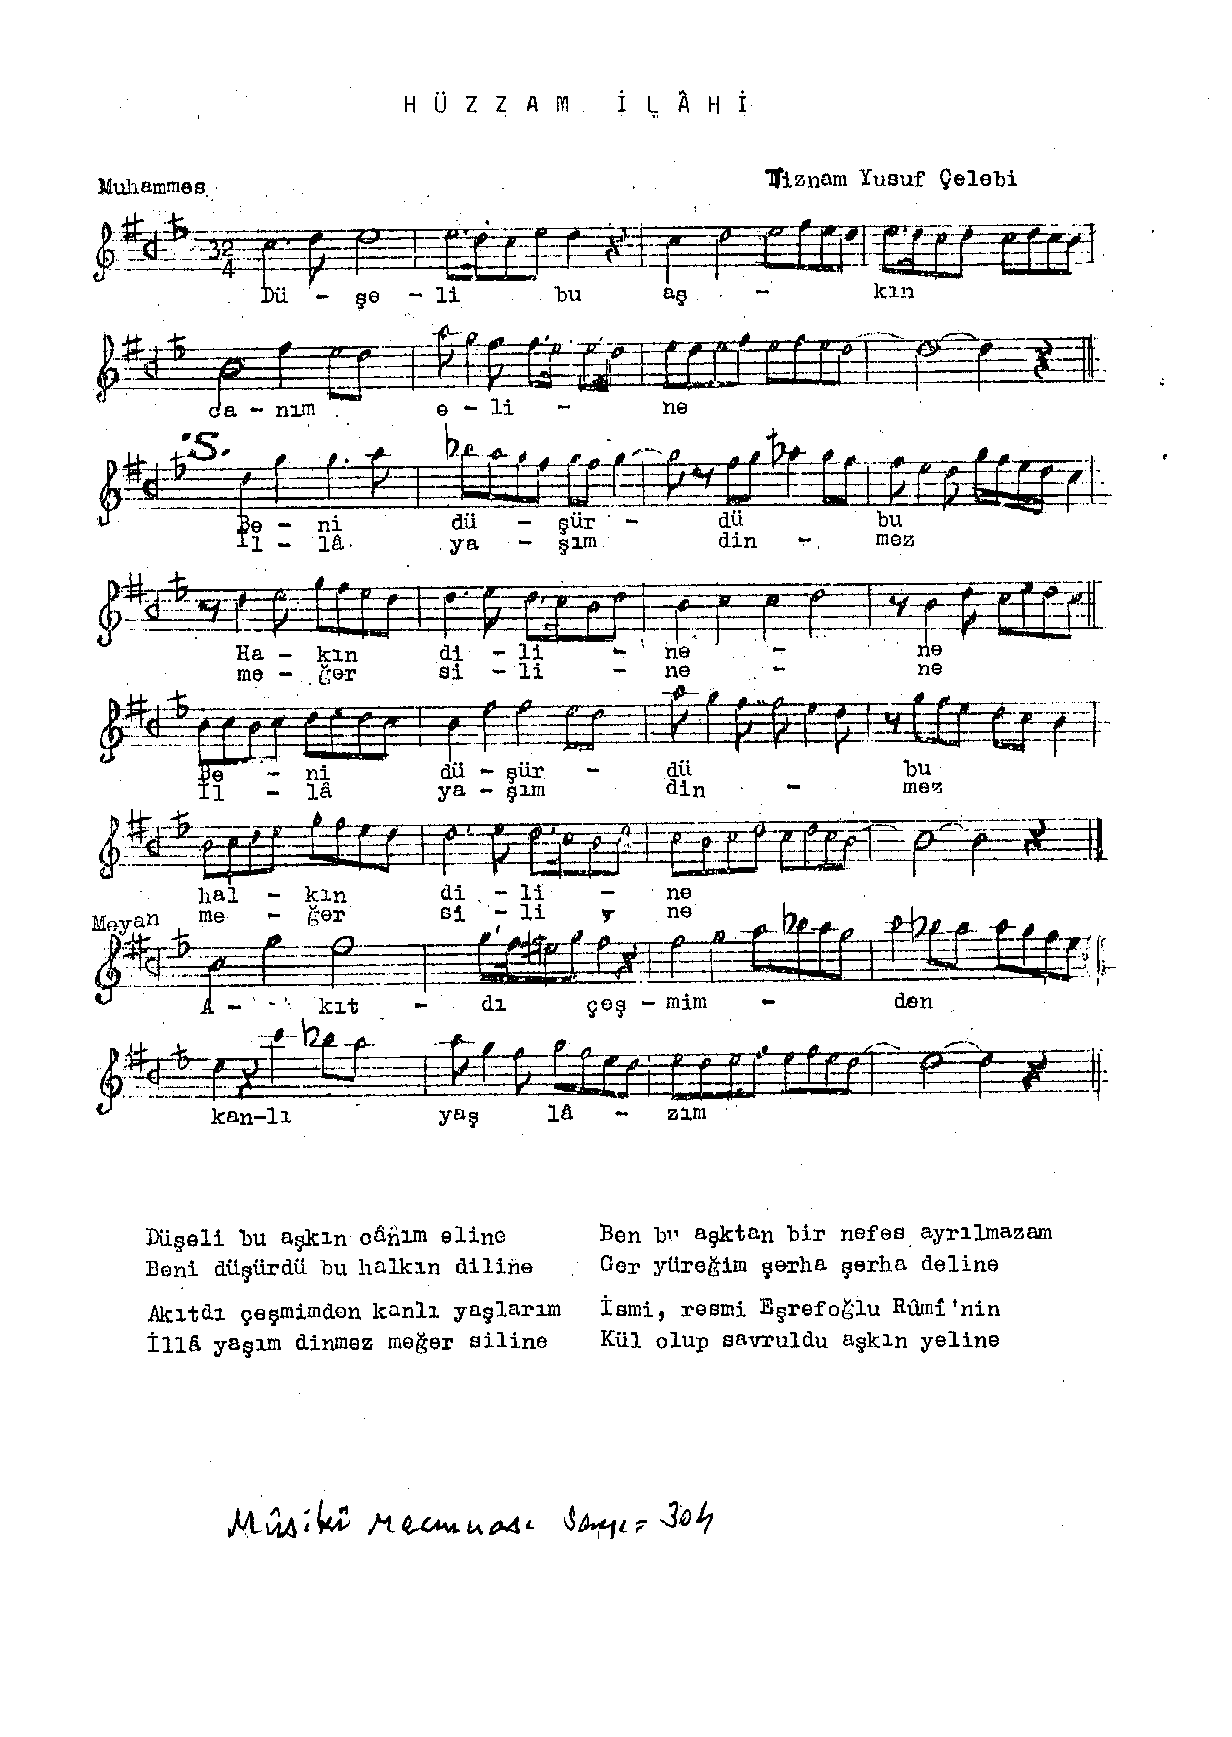 HÜZZAM İLÂHİ
Muhammes
Tiznam Yusuf Çelebi
32
4
Dü - şe - li bu aş - kın
ca - nım e - li - ne
Be - ni dü - şür - dü bu
İl - lâ ya - şım din - mez
Ha - kın di - li - ne - ne
me - ğer si - li - ne - ne
Be - ni dü - şür - dü bu
İl - lâ ya - şım din - mez
hal - kın di - li - ne
me - ğer si - li - ne
Meyan
A - kıt - dı çeş - mim - den
kan-lı yaş lâ - zım
Düşeli bu aşkın cânım eline
Beni düşürdü bu halkın diline
Akıtdı çeşmimden kanlı yaşlarım
İllâ yaşım dinmez meğer siline
Ben bu aşktan bir nefes ayrılmazam
Ger yüreğim şerha şerha deline
İsmi, resmi Eşrefoğlu Rûmî'nin
Kül olup savruldu aşkın yeline
Mûsikî Mecmuası Sayı = 304